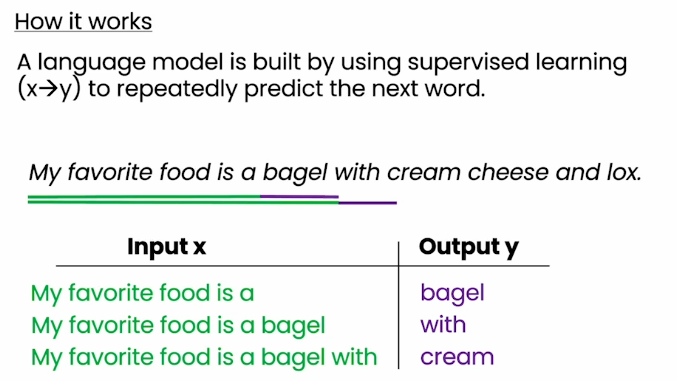 How it works
A language model is built by using supervised learning
(x→y) to repeatedly predict the next word.
My favorite food is a bagel with cream cheese and lox.
Input x Output y
My favorite food is a bagel
My favorite food is a bagel with
My favorite food is a bagel with cream